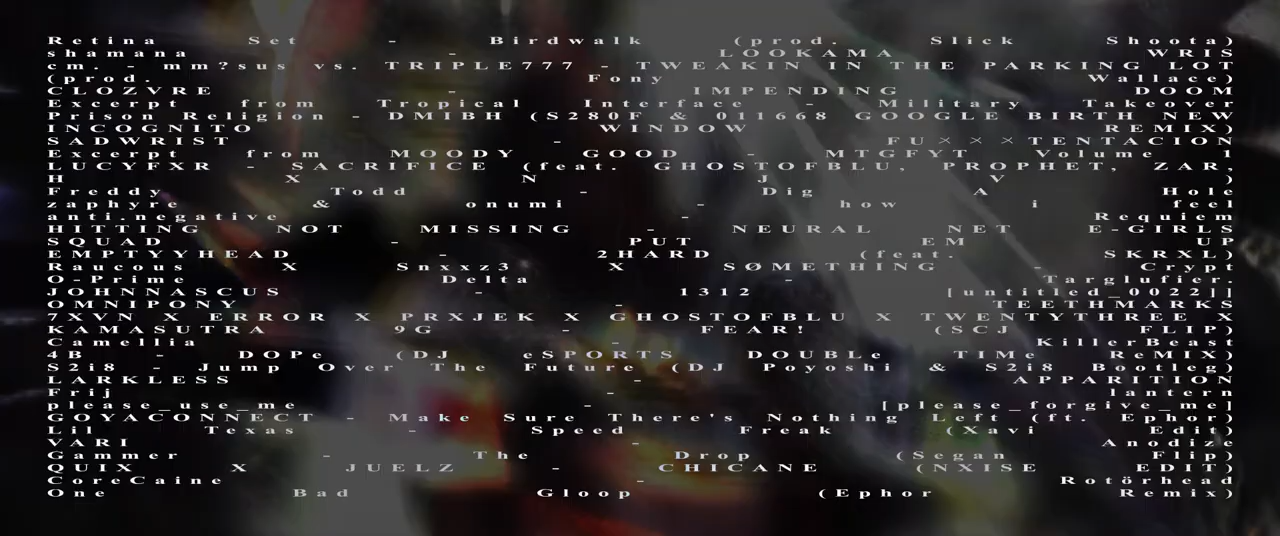 Retina Set - Birdwalk (prod. Slick Shoota)
shamana - LOOKAMA WRIS
cm. - mm?sus vs. TRIPLE777 - TWEAKIN IN THE PARKING LOT
(prod. Fony Wallace)
CLOZVRE - IMPENDING DOOM
Excerpt from Tropical Interface - Military Takeover
Prison Religion - DMIBH (S280F & 011668 GOOGLE BIRTH NEW
INCOGNITO WINDOW REMIX)
SADWRIST - FU×××TENTACION
Excerpt from MOODY GOOD - MTGFYT Volume 1
LUCYFXR - SACRIFICE (feat. GHOSTOFBLU, PROPHET, ZAR,
H X N J V )
Freddy Todd - Dig A Hole
zaphyre & onumi - how i feel
anti.negative - Requiem
HITTING NOT MISSING - NEURAL NET E-GIRLS
SQUAD - PUT EM UP
EMPTYYHEAD - 2HARD (feat. SKRXL)
Raucous X Snxxz3 X SØMETHING - Crypt
O-Prime Delta - Targlufier.
JOHNNASCUS - 1312 [untitled_0022]]
OMNIPONY - TEETHMARKS
7XVN X ERROR X PRXJEK X GHOSTOFBLU X TWENTYTHREE X
KAMASUTRA 9G - FEAR! (SCJ FLIP)
Camellia - KillerBeast
4B - DOPe (DJ eSPORTS DOUBLe TIMe ReMIX)
S2i8 - Jump Over The Future (DJ Poyoshi & S2i8 Bootleg)
LARKLESS - APPARITION
Frij - lantern
please_use_me - [please_forgive_me]
GOYACONNECT - Make Sure There's Nothing Left (ft. Ephor)
Lil Texas - Speed Freak (Xavi Edit)
VARI - Anodize
Gammer - The Drop (Segan Flip)
QUIX X JUELZ - CHICANE (NXISE EDIT)
CoreCaine - Rotörhead
One Bad Gloop (Ephor Remix)